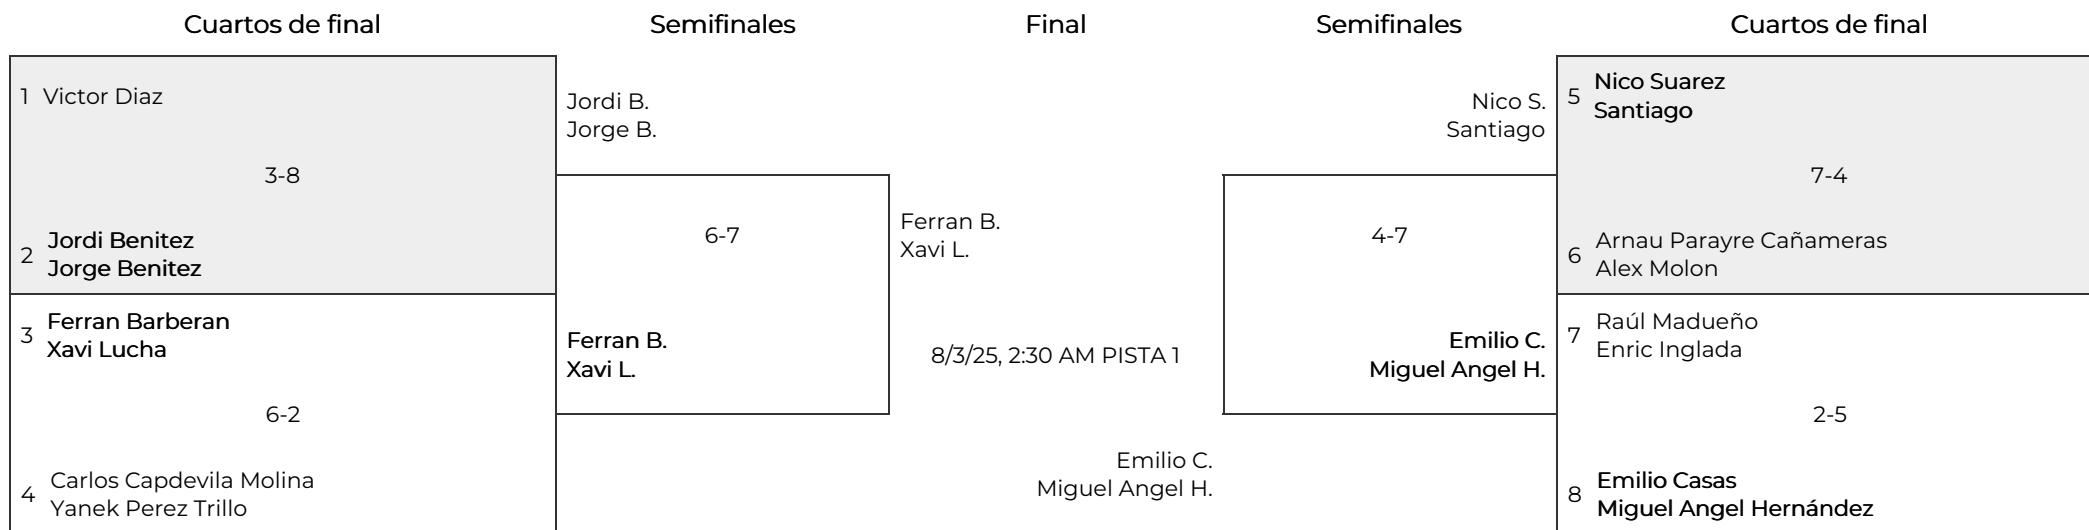 Cuartos de final
Semifinales
Final
Semifinales
Cuartos de final
1 Victor Diaz
3-8
2 Jordi Benitez
Jorge Benitez
3 Ferran Barberan
Xavi Lucha
6-2
4 Carlos Capdevila Molina
Yanek Perez Trillo
Jordi B.
Jorge B.
6-7
Ferran B.
Xavi L.
Ferran B.
Xavi L.
8/3/25, 2:30 AM PISTA 1
Emilio C.
Miguel Angel H.
Nico S.
Santiago
4-7
Emilio C.
Miguel Angel H.
5 Nico Suarez
Santiago
7-4
6 Arnau Parayre Cañameras
Alex Molon
7 Raúl Madueño
Enric Inglada
2-5
8 Emilio Casas
Miguel Angel Hernández